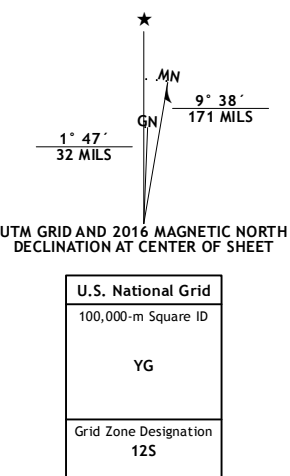 ★
MN
GN
9° 38´
171 MILS
1° 47´
32 MILS
UTM GRID AND 2016 MAGNETIC NORTH
DECLINATION AT CENTER OF SHEET
U.S. National Grid
100,000-m Square ID
YG
Grid Zone Designation
12S